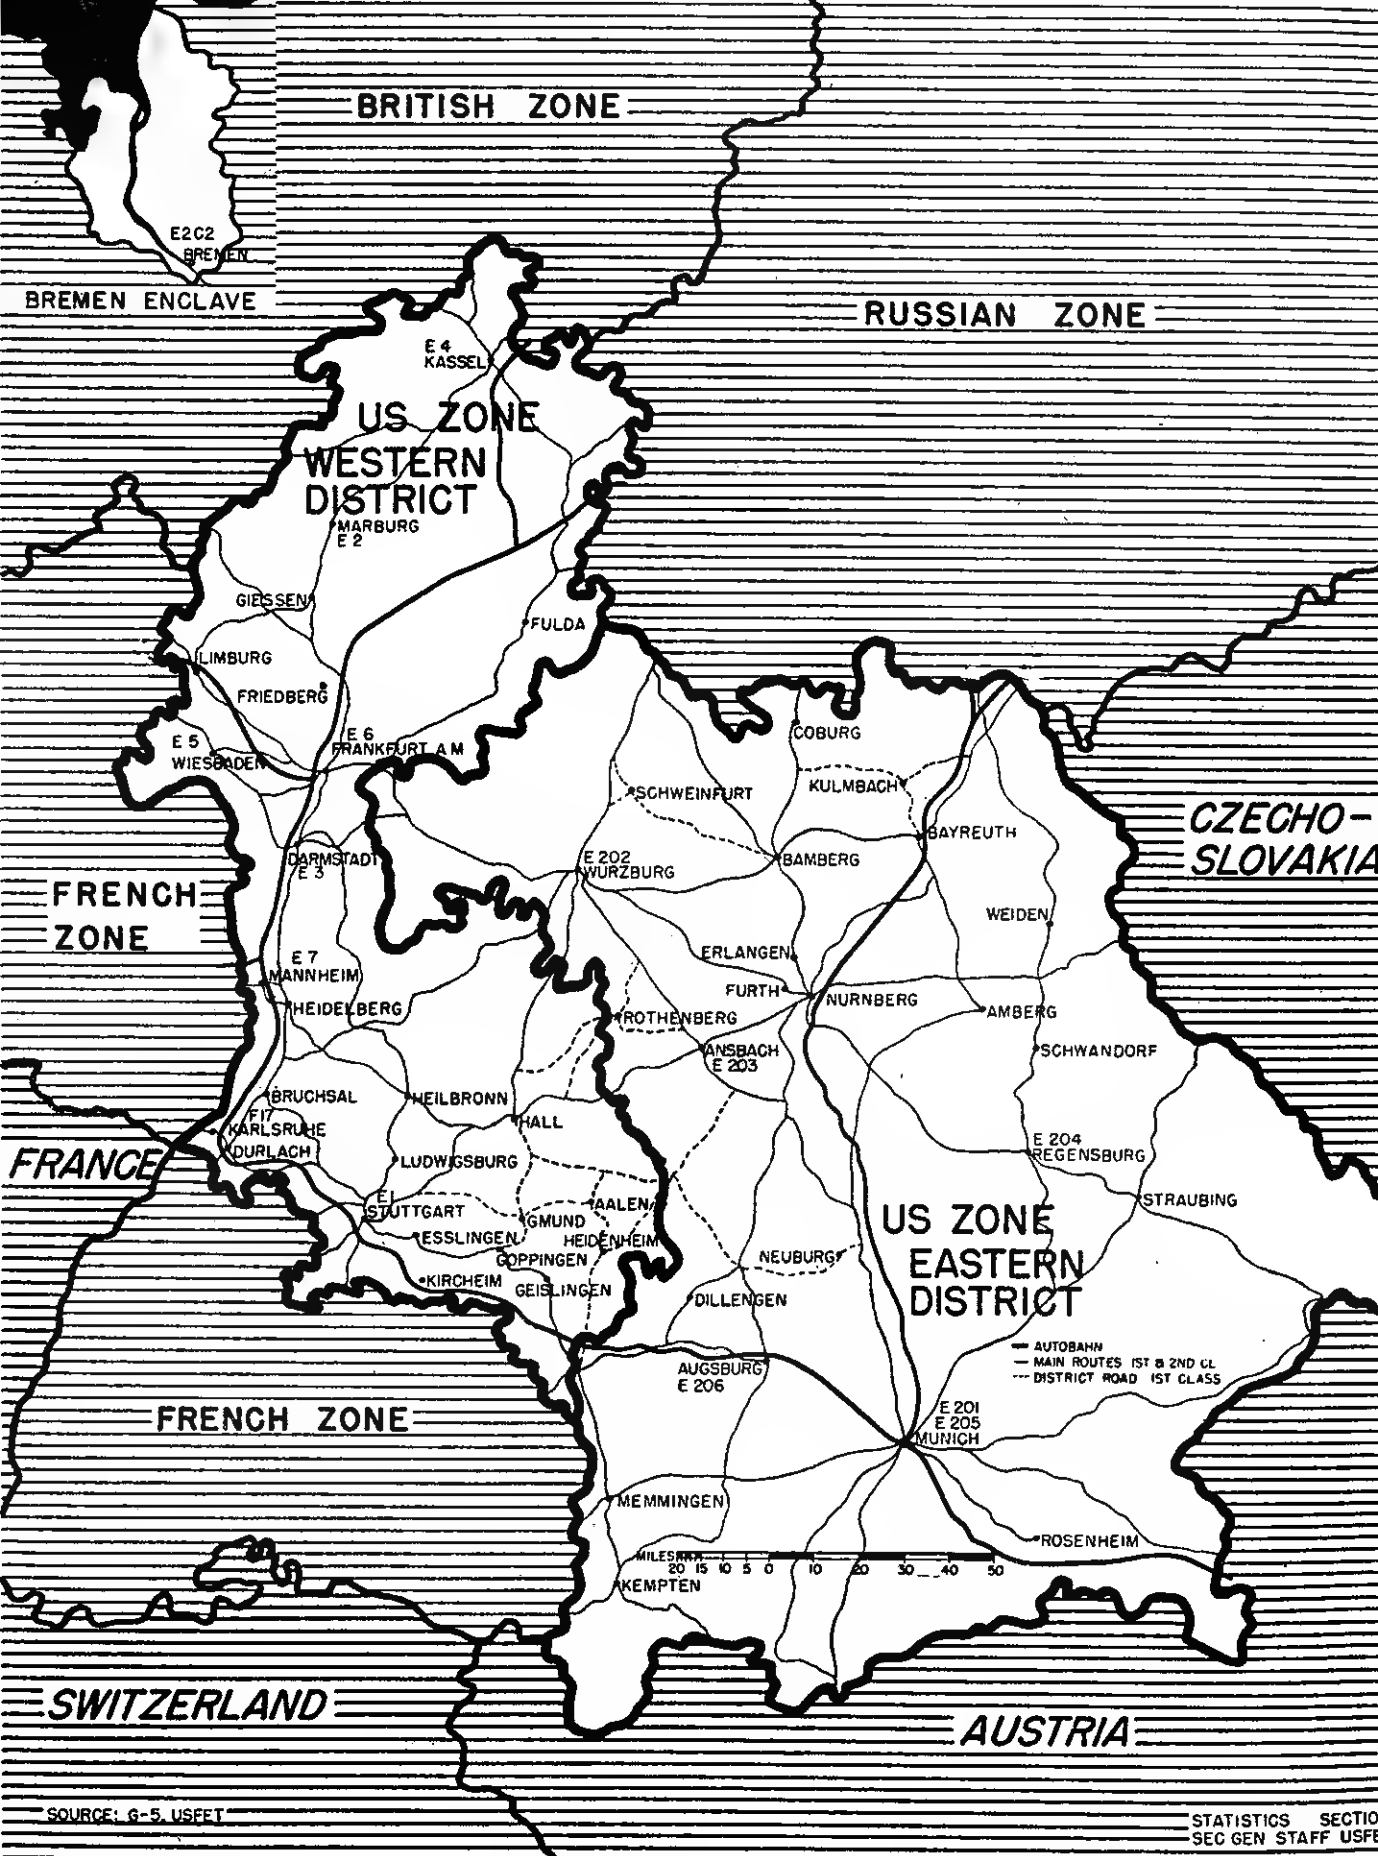 BRITISH ZONE
E2C2
BREMEN
BREMEN ENCLAVE
RUSSIAN ZONE
E 4
KASSEL
US ZONE
WESTERN
DISTRICT
MARBURG
E 2
GIESSEN
FULDA
LIMBURG
FRIEDBERG
E 6
FRANKFURT A M
E 5
WIESBADEN
COBURG
KULMBACH
SCHWEINFURT
CZECHO-
SLOVAKIA
BAYREUTH
DARMSTADT
E 3
E 202
WURZBURG
BAMBERG
FRENCH
ZONE
WEIDEN
ERLANGEN
E 7
MANNHEIM
FURTH
NURNBERG
HEIDELBERG
ROTHENBERG
AMBERG
ANSBACH
E 203
SCHWANDORF
BRUCHSAL
HEILBRONN
F17
KARLSRUHE
HALL
DURLACH
FRANCE
LUDWIGSBURG
E 204
REGENSBURG
E1
STUTTGART
AALEN
STRAUBING
GMUND
US ZONE
EASTERN
DISTRICT
ESSLINGEN
HEIDENHEIM
GOPPINGEN
NEUBURG
KIRCHEIM
GEISLINGEN
DILLENGEN
AUTOBAHN
MAIN ROUTES 1ST & 2ND CL
DISTRICT ROAD 1ST CLASS
AUGSBURG
E 206
FRENCH ZONE
E 201
E 205
MUNICH
MEMMINGEN
ROSENHEIM
MILES
20 15 10 5 0 10 20 30 40 50
KEMPTEN
SWITZERLAND
AUSTRIA
SOURCE: G-5, USFET
STATISTICS SECTIO
SEC GEN STAFF USFE